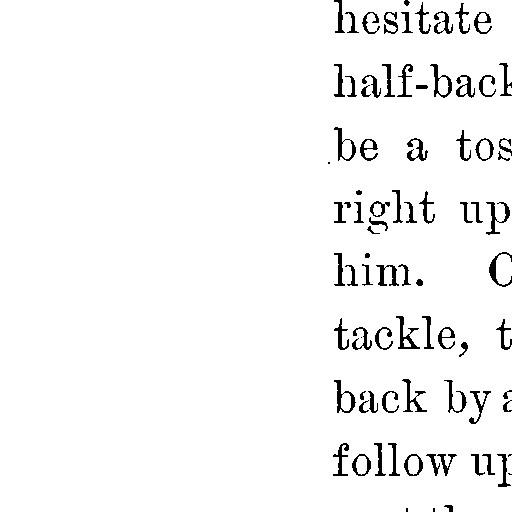 hesitate
half-back
be a tos
right up
him.
tackle, t
back by a
follow up